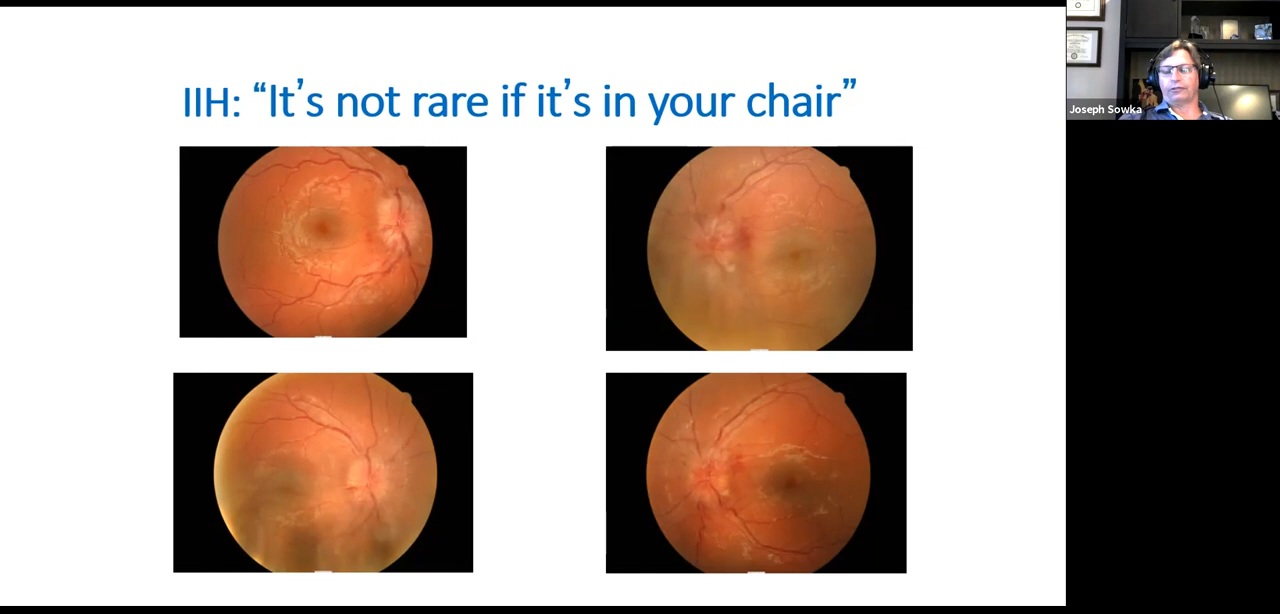 IIH: “It’s not rare if it’s in your chair”
Joseph Sowka